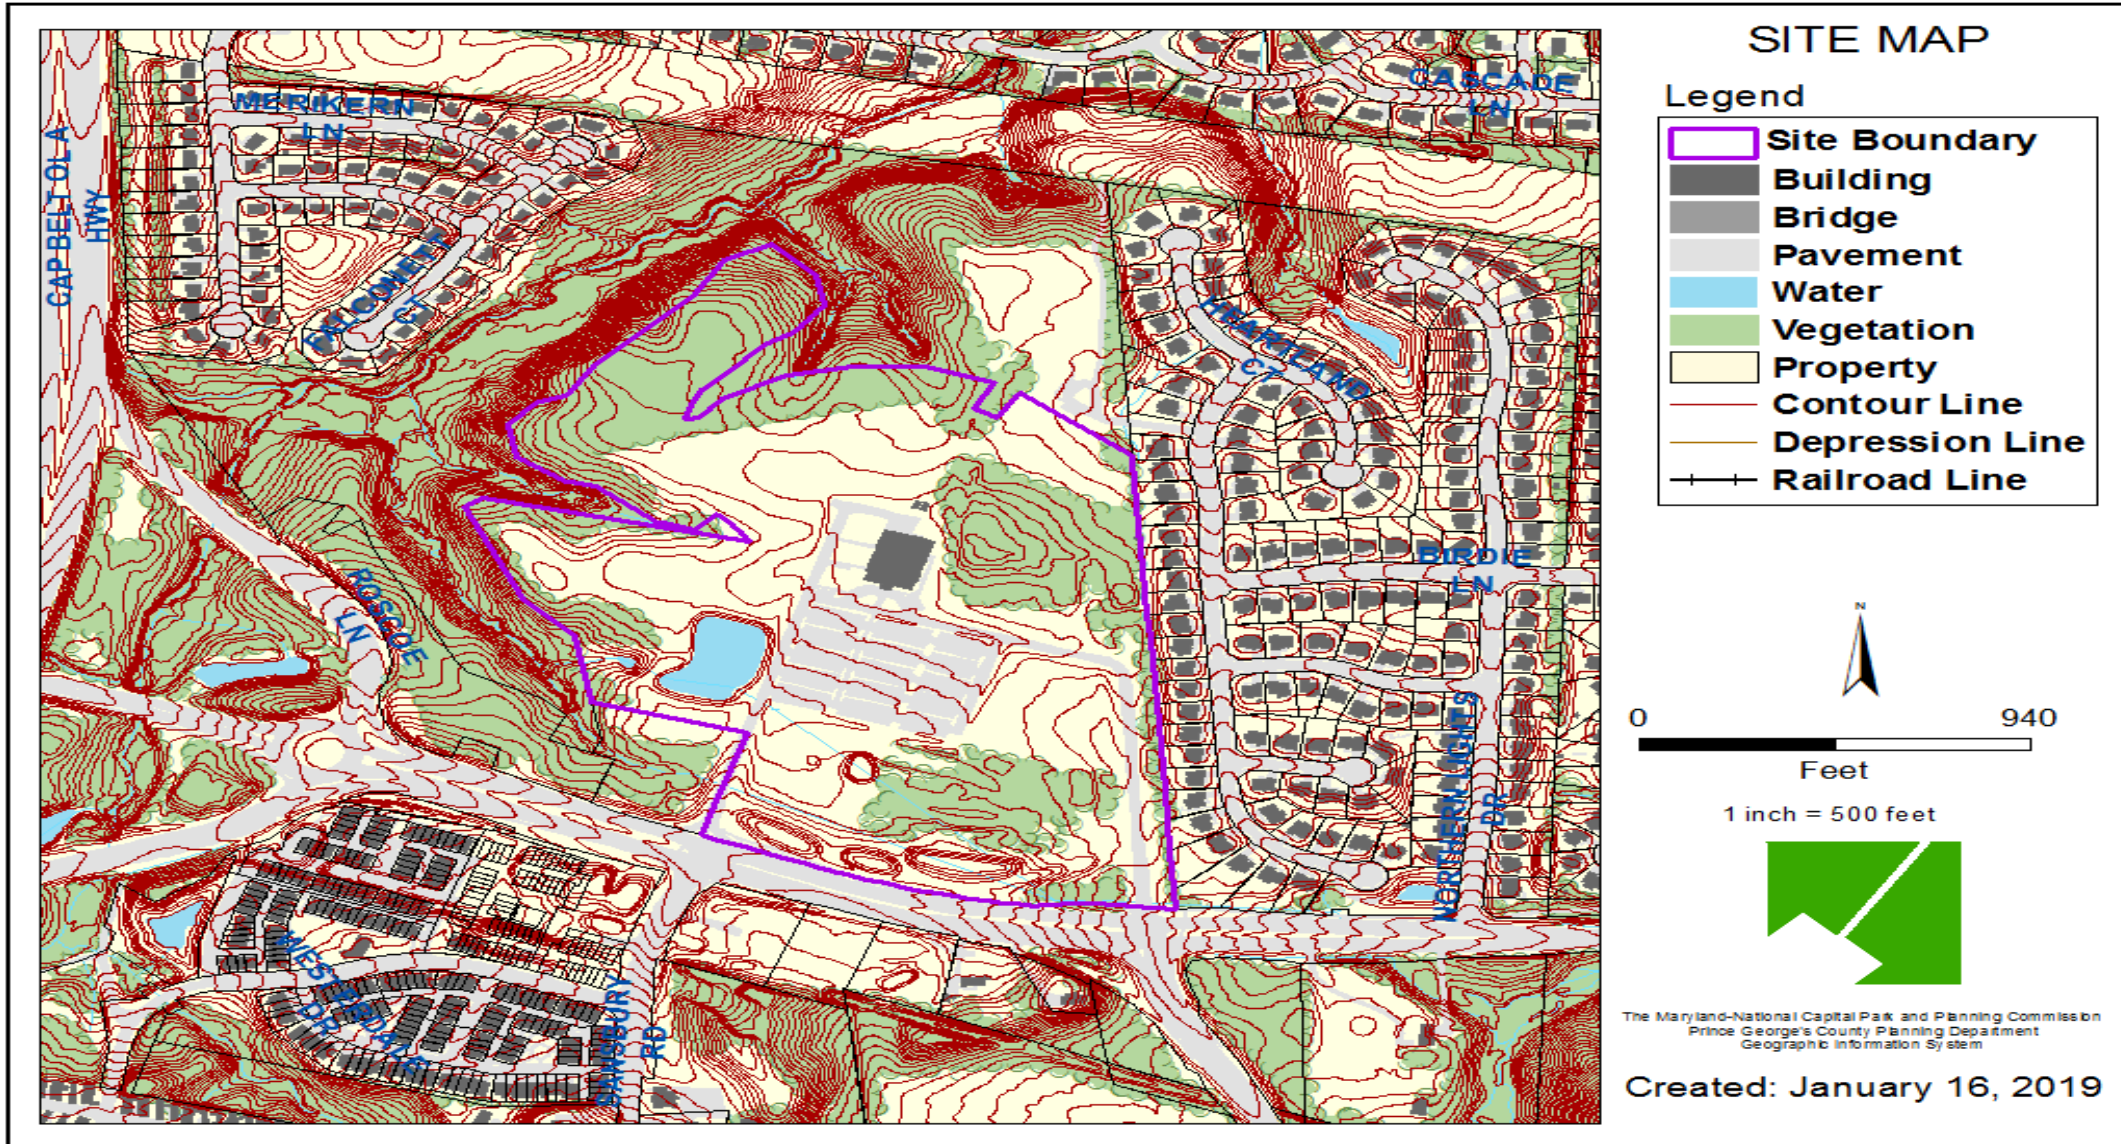 SITE MAP
Legend
Site Boundary
Building
Bridge
Pavement
Water
Vegetation
Property
Contour Line
Depression Line
Railroad Line
MERIKERN
LN
CASCADE
LN
CAPBELTOLA
HWY
FALCOMETT
CT
HEARTLAND
CT
BIRDIE
LN
ROSCOE
LN
NORTHERN LIGHTS
DR
DR
SANSBURY
RD
N
0 940
Feet
1 inch = 500 feet
The Maryland-National Capital Park and Planning Commission
Prince George's County Planning Department
Geographic Information System
Created: January 16, 2019